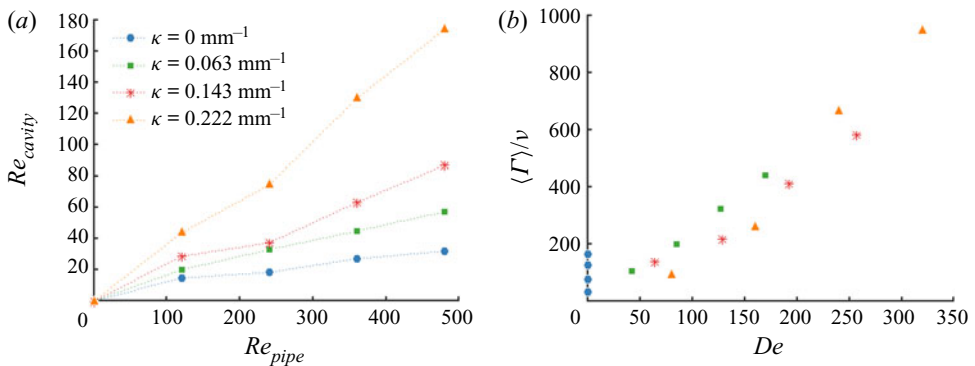 (a)
180
160
140
120
100
80
60
40
20
0
100
200
300
400
500
Re_cavity
Re_pipe
κ = 0 mm⁻¹
κ = 0.063 mm⁻¹
κ = 0.143 mm⁻¹
κ = 0.222 mm⁻¹
(b)
1000
800
600
400
200
0
50
100
150
200
250
300
350
⟨Γ⟩/ν
De